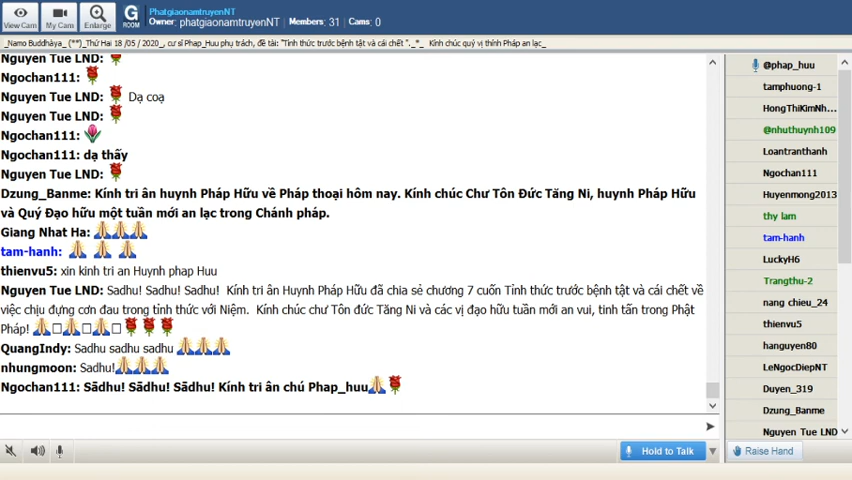 PhatgiaonamtruyenNT
Owner: phatgiaonamtruyenNT Members: 31 Cams: 0
View Cam
My Cam
Enlarge
G
ROOM
_Namo Buddhàya_ (**)_Thứ Hai 18 /05 / 2020_, cư sĩ Phap_Huu phụ trách, đề tài: "Tỉnh thức trước bệnh tật và cái chết "._*_ Kính chúc quý vị thính Pháp an lạc_
Nguyen Tue LND:
Ngochan111:
Nguyen Tue LND: Dạ coạ
Nguyen Tue LND:
Ngochan111:
Ngochan111: dạ thấy
Nguyen Tue LND:
Dzung_Banme: Kính tri ân huynh Pháp Hữu về Pháp thoại hôm nay. Kính chúc Chư Tôn Đức Tăng Ni, huynh Pháp Hữu
và Quý Đạo hữu một tuần mới an lạc trong Chánh pháp.
Giang Nhat Ha:
tam-hanh:
thienvu5: xin kinh tri an Huynh phap Huu
Nguyen Tue LND: Sadhu! Sadhu! Sadhu! Kính tri ân Huynh Pháp Hữu đã chia sẻ chương 7 cuốn Tỉnh thức trước bệnh tật và cái chết về
việc chịu đựng cơn đau trong tỉnh thức với Niệm. Kính chúc chư Tôn đức Tăng Ni và các vị đạo hữu tuần mới an vui, tinh tấn trong Phật
Pháp!
QuangIndy: Sadhu sadhu sadhu
nhungmoon: Sadhu!
Ngochan111: Sādhu! Sādhu! Sādhu! Kính tri ân chú Phap_huu
@phap_huu
tamphuong-1
HongThiKimNh...
@nhuthuynh109
Loantranthanh
Ngochan111
Huyenmong2013
thy lam
tam-hanh
LuckyH6
Trangthu-2
nang chieu_24
thienvu5
hanguyen80
LeNgocDiepNT
Duyen_319
Dzung_Banme
Nguyen Tue LND
Hold to Talk
Raise Hand